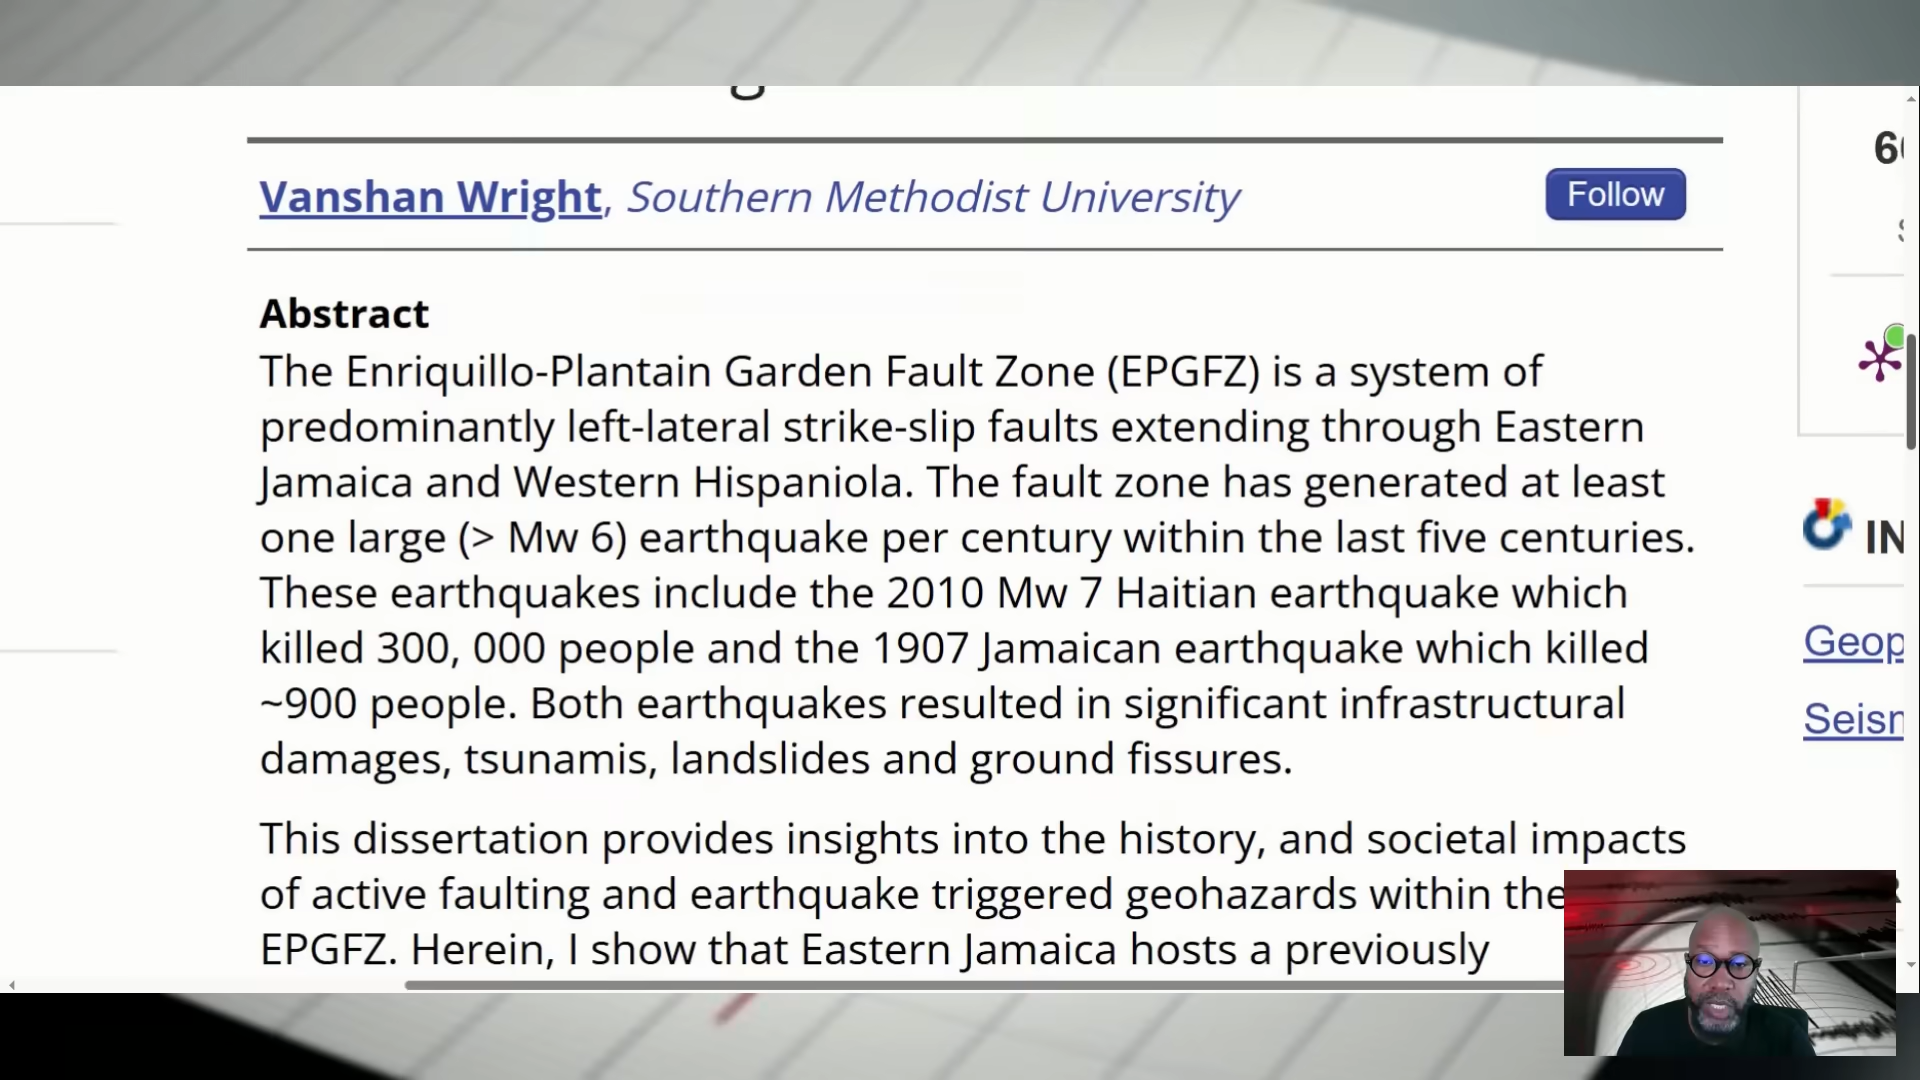 Vanshan Wright, Southern Methodist University
Follow
Abstract
The Enriquillo-Plantain Garden Fault Zone (EPGFZ) is a system of
predominantly left-lateral strike-slip faults extending through Eastern
Jamaica and Western Hispaniola. The fault zone has generated at least
one large (> Mw 6) earthquake per century within the last five centuries.
These earthquakes include the 2010 Mw 7 Haitian earthquake which
killed 300, 000 people and the 1907 Jamaican earthquake which killed
~900 people. Both earthquakes resulted in significant infrastructural
damages, tsunamis, landslides and ground fissures.
This dissertation provides insights into the history, and societal impacts
of active faulting and earthquake triggered geohazards within the
EPGFZ. Herein, I show that Eastern Jamaica hosts a previously
IN
Geop
Seis